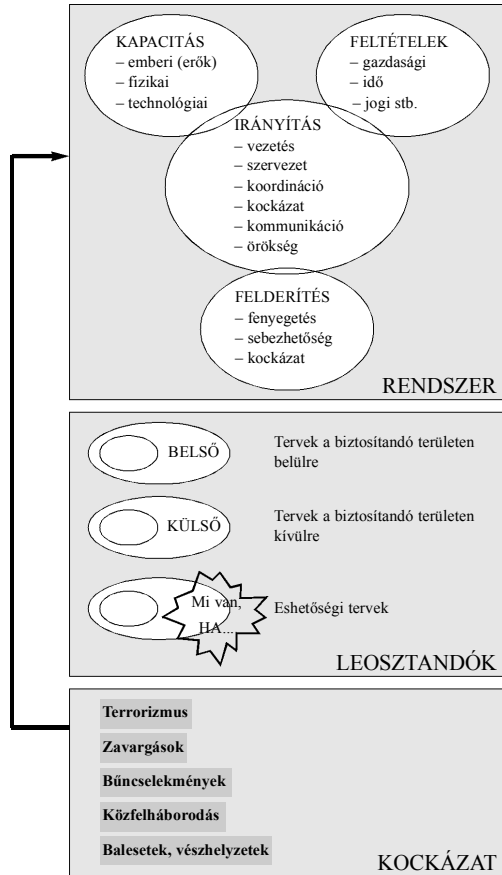 KAPACITÁS
– emberi (erők)
– fizikai
– technológiai
FELTÉTELEK
– gazdasági
– idő
– jogi stb.
IRÁNYÍTÁS
– vezetés
– szervezet
– koordináció
– kockázat
– kommunikáció
– örökség
FELDERÍTÉS
– fenyegetés
– sebezhetőség
– kockázat
RENDSZER
BELSŐ
Tervek a biztosítandó területen
belülre
KÜLSŐ
Tervek a biztosítandó területen
kívülre
Mi van,
HA...
Eshetőségi tervek
LEOSZTANDÓK
Terrorizmus
Zavargások
Bűncselekmények
Közfelháborodás
Balesetek, vészhelyzetek
KOCKÁZAT